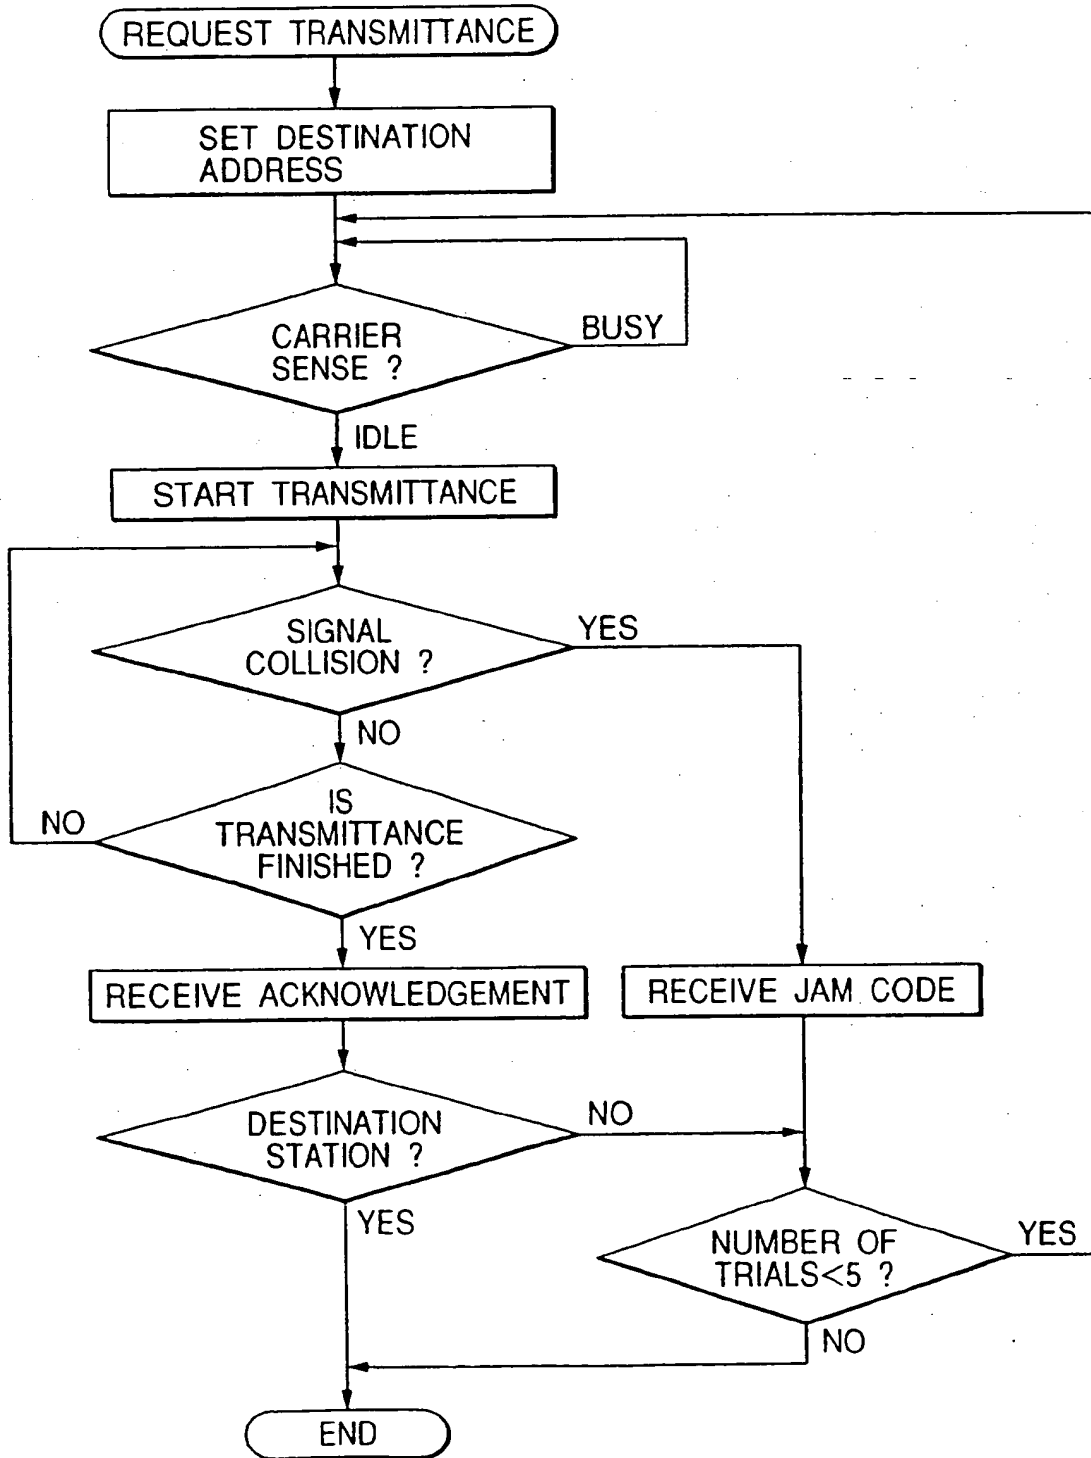 REQUEST TRANSMITTANCE
SET DESTINATION
ADDRESS
CARRIER
SENSE ?
BUSY
IDLE
START TRANSMITTANCE
SIGNAL
COLLISION ?
YES
NO
IS
TRANSMITTANCE
FINISHED ?
NO
YES
RECEIVE ACKNOWLEDGEMENT
RECEIVE JAM CODE
DESTINATION
STATION ?
NO
YES
NUMBER OF
TRIALS<5 ?
YES
NO
END